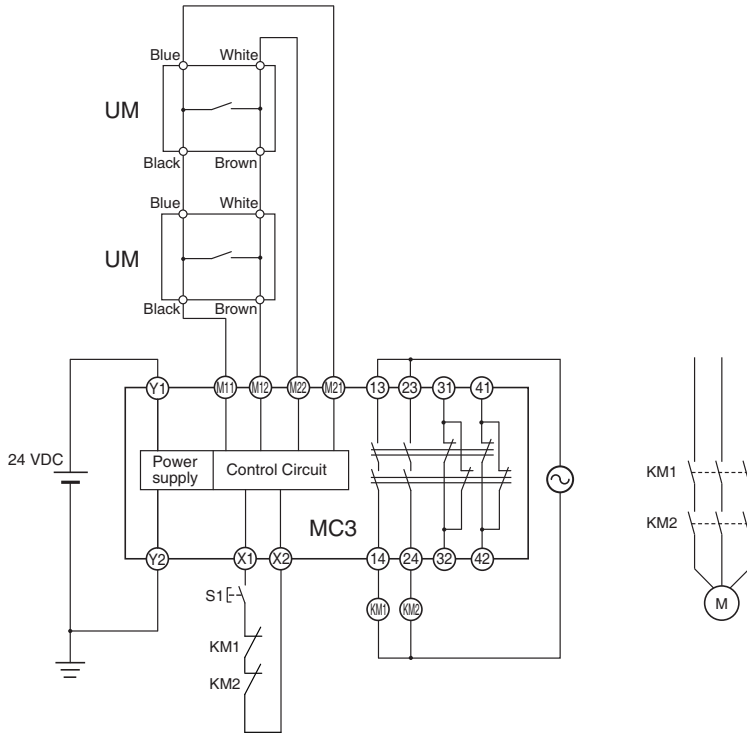 Blue White
UM
Black Brown
Blue White
UM
Black Brown
Y1 M11 M12 M22 M21 13 23 31 41
24 VDC
Power supply
Control Circuit
MC3
KM1
KM2
Y2 X1 X2 14 24 32 42
S1
KM1 KM2
M
KM1
KM2